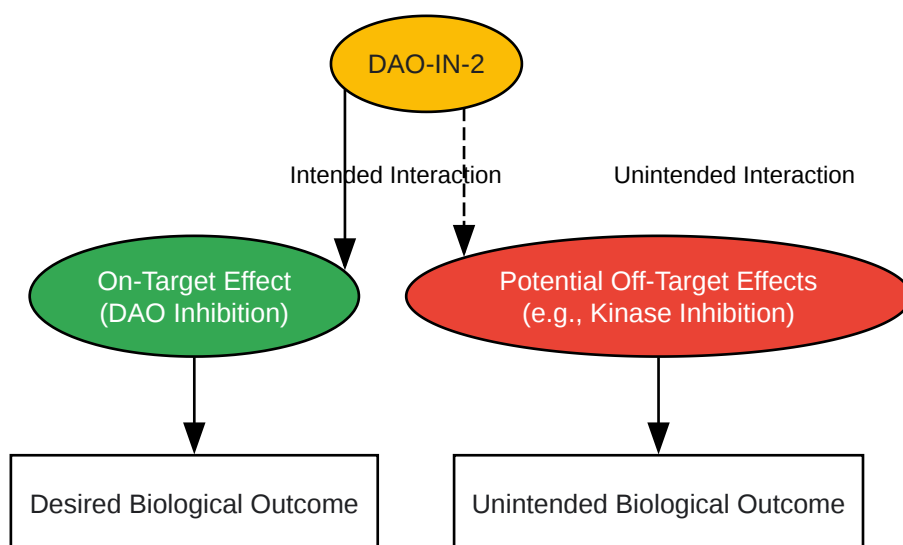 DAO-IN-2
Intended Interaction
Unintended Interaction
On-Target Effect
(DAO Inhibition)
Potential Off-Target Effects
(e.g., Kinase Inhibition)
Desired Biological Outcome
Unintended Biological Outcome